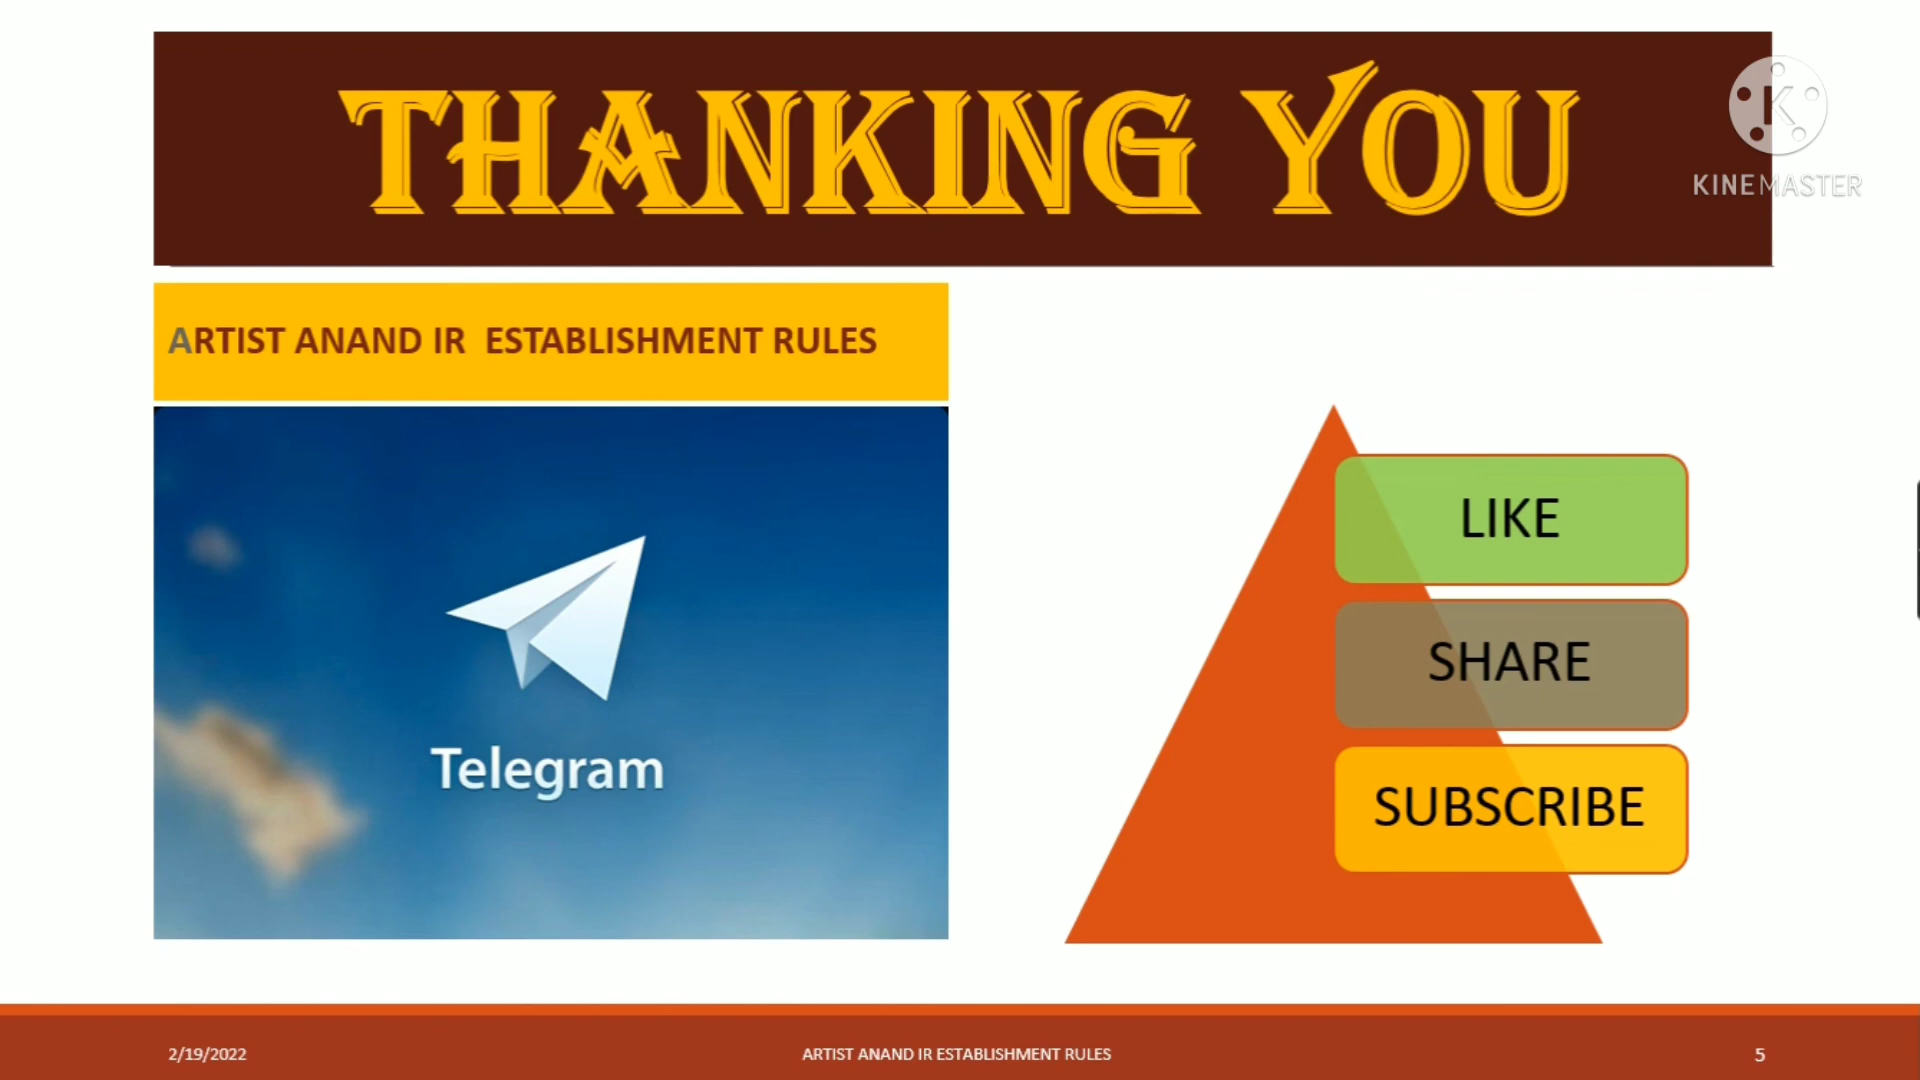 THANKING YOU
K
KINEMASTER
ARTIST ANAND IR  ESTABLISHMENT RULES
Telegram
LIKE
SHARE
SUBSCRIBE
2/19/2022
ARTIST ANAND IR ESTABLISHMENT RULES
5